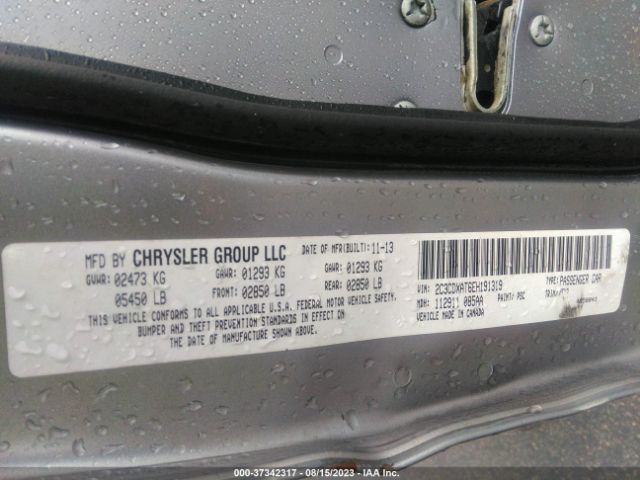 MFD BY CHRYSLER GROUP LLC DATE OF MFR(BUILT): 11-13
GVWR: 02473 KG GAWR: 01293 KG GAWR: 01293 KG
05450 LB FRONT: 02850 LB REAR: 02850 LB
THIS VEHICLE CONFORMS TO ALL APPLICABLE U.S.A. FEDERAL MOTOR VEHICLE SAFETY,
BUMPER AND THEFT PREVENTION STANDARDS IN EFFECT ON
THE DATE OF MANUFACTURE SHOWN ABOVE.
VIN: 2C3CDXAT6EH191319 TYPE: PASSENGER CAR
MDH: 112911 085AA PAINT: PSC TRIM:
VEHICLE MADE IN CANADA
000-37342317 - 08/15/2023 - IAA Inc.